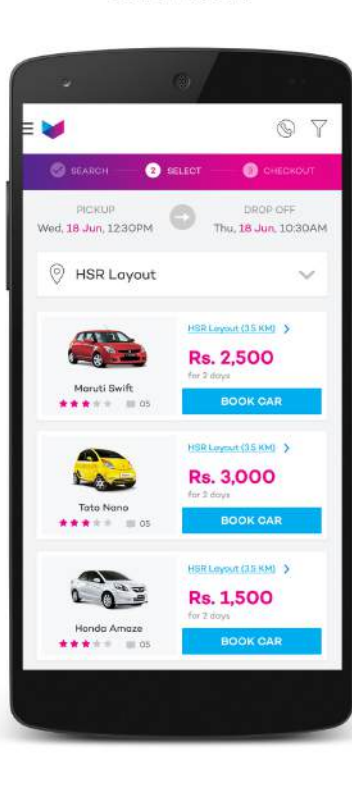 SEARCH 2 SELECT 3 CHECKOUT
PICKUP DROP OFF
Wed, 18 Jun, 12:30PM Thu, 18 Jun, 10:30AM
HSR Layout
HSR Layout (3.5 KM)
Rs. 2,500
for 2 days
Maruti Swift
05
BOOK CAR
HSR Layout (3.5 KM)
Rs. 3,000
for 2 days
Tata Nano
05
BOOK CAR
HSR Layout (3.5 KM)
Rs. 1,500
for 2 days
Honda Amaze
05
BOOK CAR